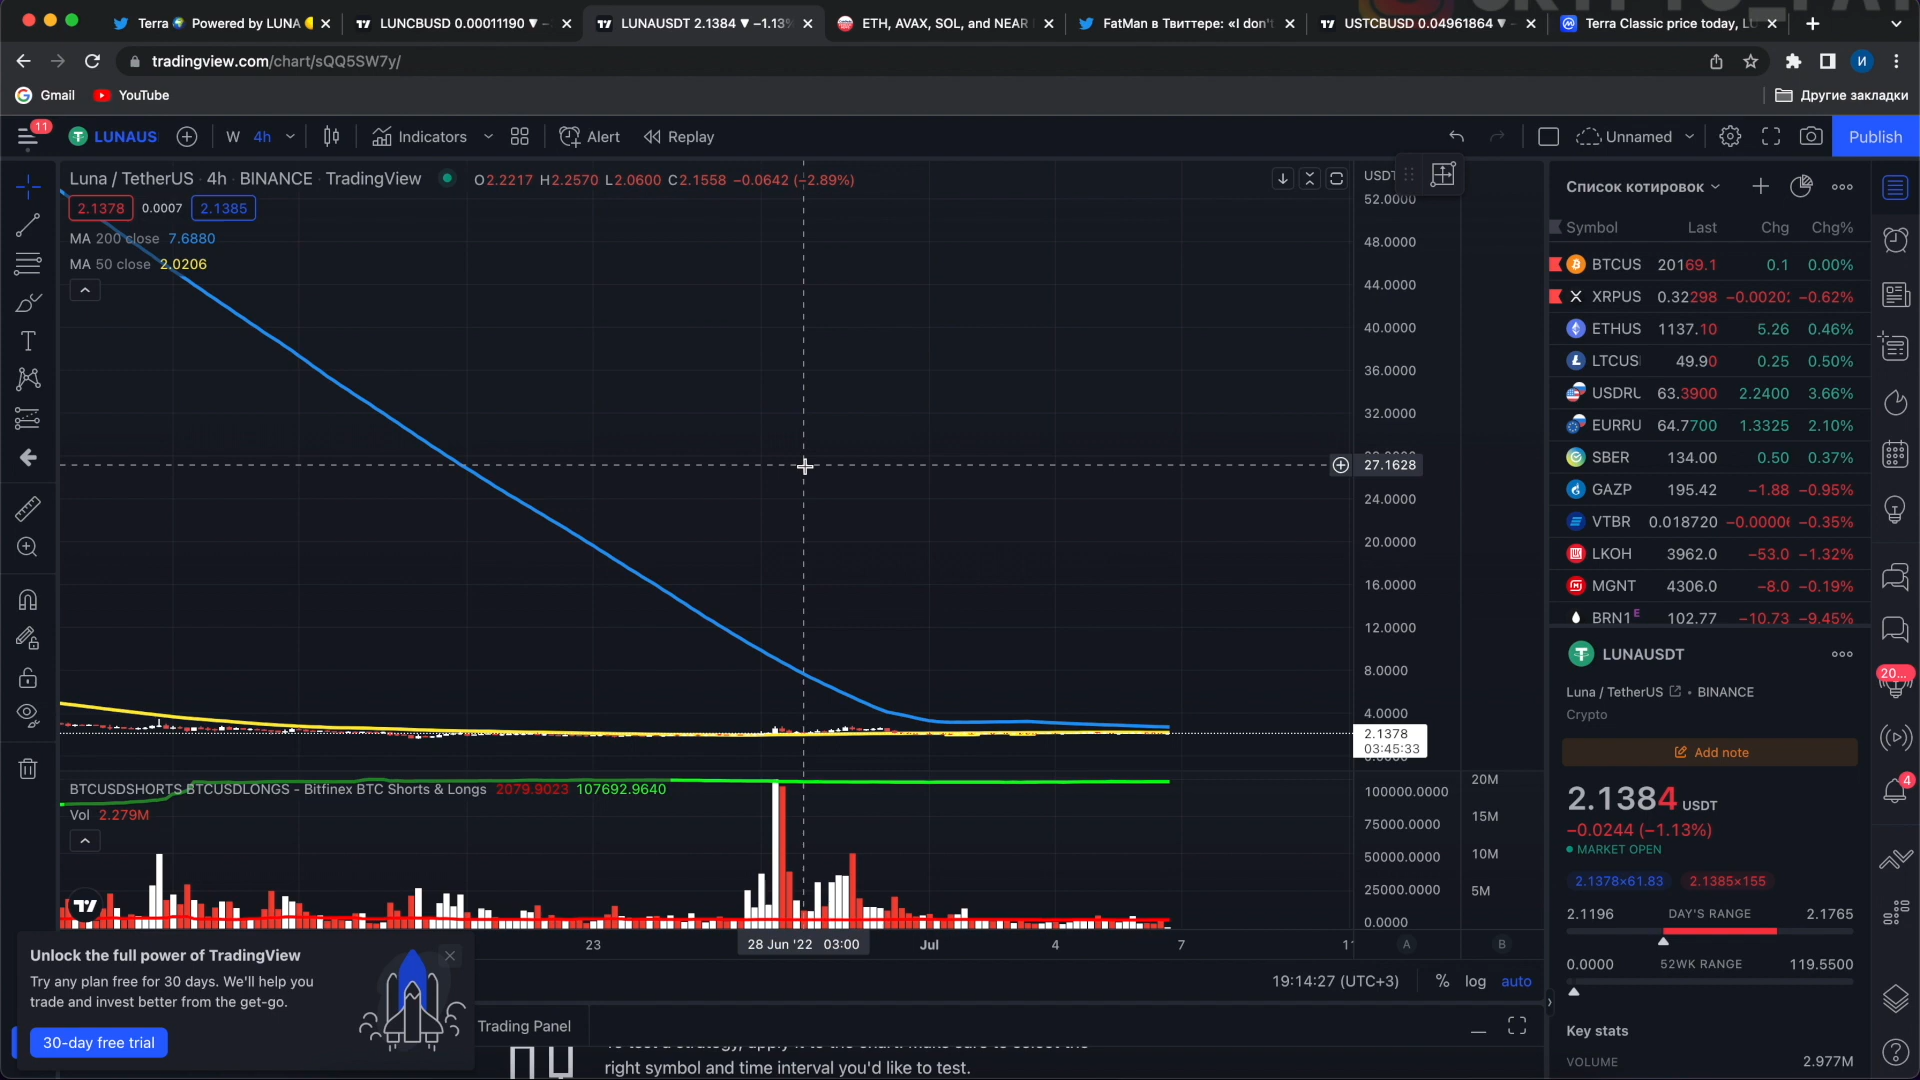 Terra Powered by LUNA
LUNCBUSD 0.00011190 ▼ −
LUNAUSDT 2.1384 ▼ −1.13%
ETH, AVAX, SOL, and NEAR
FatMan в Твиттере: «I don't
USTCBUSD 0.04961864 ▼ −
Terra Classic price today, L
tradingview.com/chart/sQQ5SW7y/
И
Gmail YouTube
Другие закладки
11 LUNAUS W 4h Indicators Alert Replay Unnamed Publish
Luna / TetherUS · 4h · BINANCE · TradingView O2.2217 H2.2570 L2.0600 C2.1558 −0.0642 (−2.89%)
2.1378 0.0007 2.1385
MA 200 close 7.6880
MA 50 close 2.0206
USDT
52.0000
48.0000
44.0000
40.0000
36.0000
32.0000
27.1628
24.0000
20.0000
16.0000
12.0000
8.0000
4.0000
2.1378
03:45:33
BTCUSDSHORTS BTCUSDLONGS - Bitfinex BTC Shorts & Longs 2079.9023 107692.9640
Vol 2.279M
100000.0000
75000.0000
50000.0000
25000.0000
0.0000
20M
15M
10M
5M
23 28 Jun '22 03:00 Jul 4 7 11 A B
19:14:27 (UTC+3) % log auto
Unlock the full power of TradingView
Try any plan free for 30 days. We'll help you
trade and invest better from the get-go.
30-day free trial
Trading Panel
right symbol and time interval you'd like to test.
Список котировок
Symbol Last Chg Chg%
BTCUS 20169.1 0.1 0.00%
XRPUS 0.32298 −0.00202 −0.62%
ETHUS 1137.10 5.26 0.46%
LTCUS 49.90 0.25 0.50%
USDRU 63.3900 2.2400 3.66%
EURRU 64.7700 1.3325 2.10%
SBER 134.00 0.50 0.37%
GAZP 195.42 −1.88 −0.95%
VTBR 0.018720 −0.00006 −0.35%
LKOH 3962.0 −53.0 −1.32%
MGNT 4306.0 −8.0 −0.19%
BRN1 E 102.77 −10.73 −9.45%
LUNAUSDT
Luna / TetherUS • BINANCE
Crypto
Add note
2.1384 USDT
−0.0244 (−1.13%)
MARKET OPEN
2.1378×61.83 2.1385×155
2.1196 DAY'S RANGE 2.1765
0.0000 52WK RANGE 119.5500
Key stats
VOLUME 2.977M
20...
4